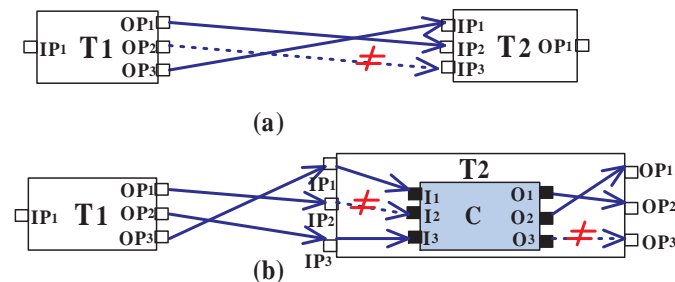 OP1
IP1
IP1 T1 OP2 IP2 T2 OP1
OP3 IP3
(a)
T2 OP1
OP1 IP1 I1 O1
IP1 T1 OP2 IP2 I2 C O2 OP2
OP3 I3 O3 OP3
(b) IP3